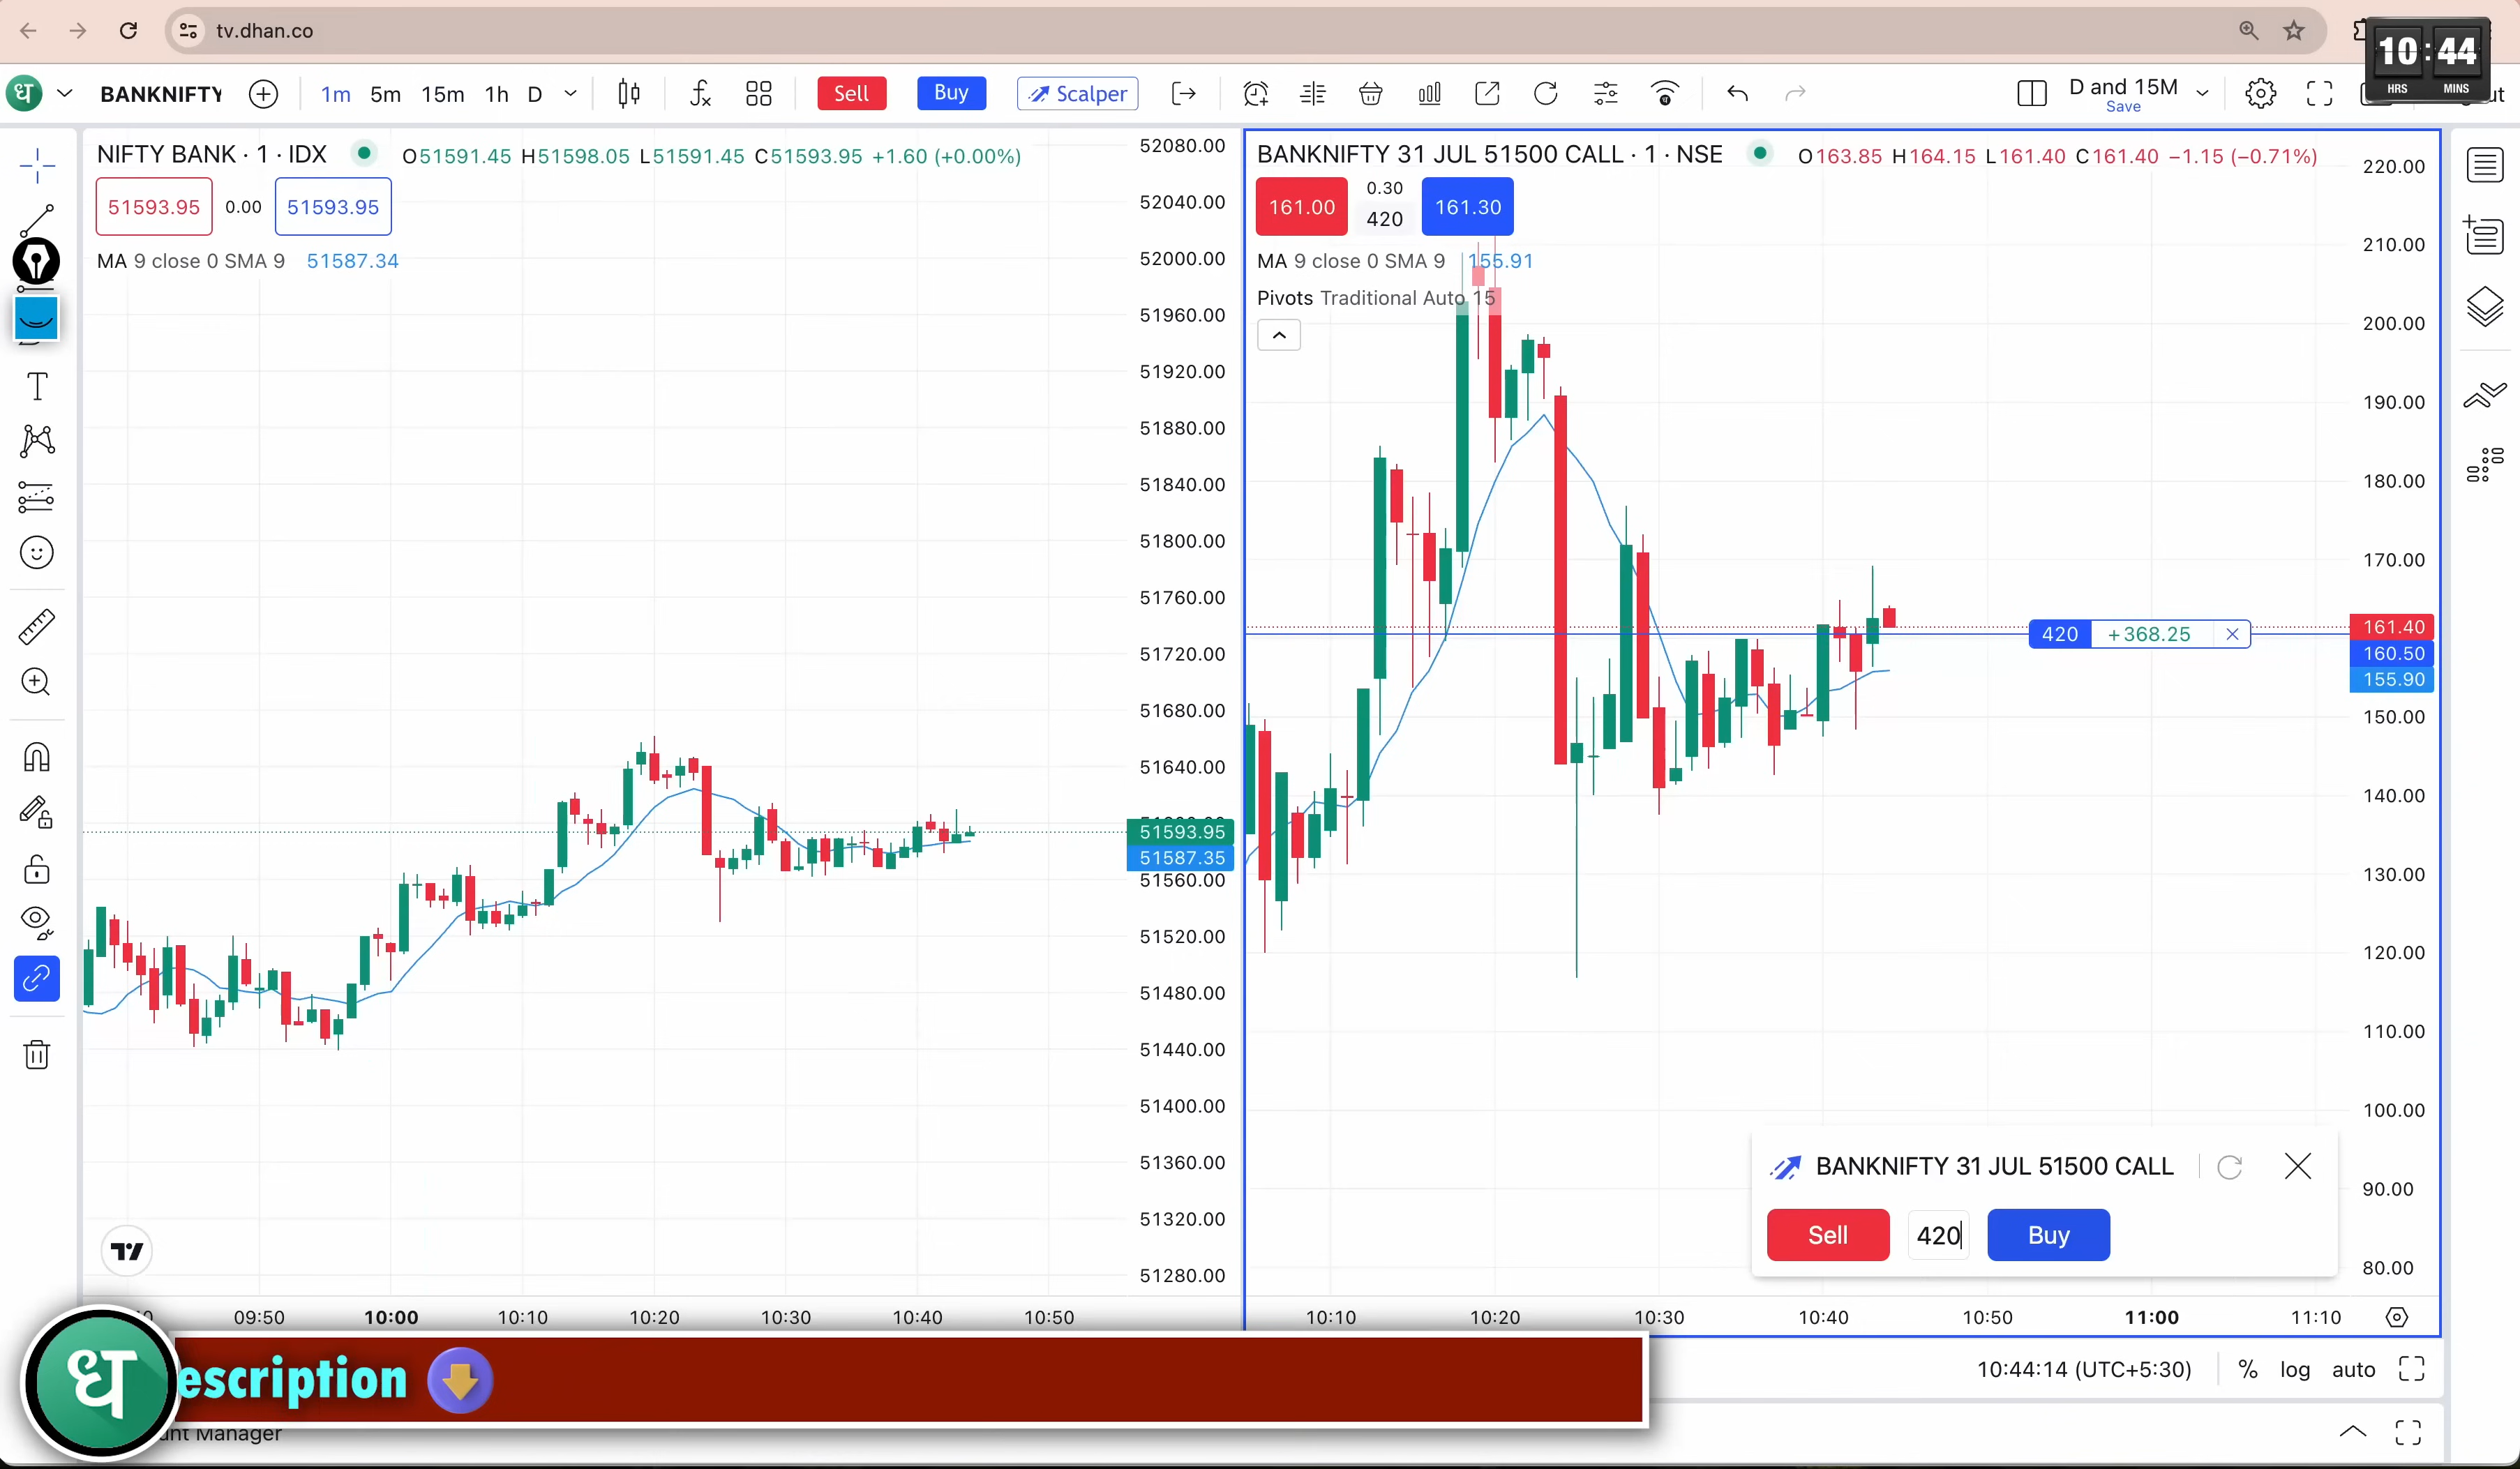 tv.dhan.co
10:44
HRS MINS
ध
BANKNIFTY
1m 5m 15m 1h D
Sell Buy Scalper
D and 15M
Save
NIFTY BANK · 1 · IDX O51591.45 H51598.05 L51591.45 C51593.95 +1.60 (+0.00%)
51593.95 0.00 51593.95
MA 9 close 0 SMA 9 51587.34
52080.00
52040.00
52000.00
51960.00
51920.00
51880.00
51840.00
51800.00
51760.00
51720.00
51680.00
51640.00
51593.95
51587.35
51560.00
51520.00
51480.00
51440.00
51400.00
51360.00
51320.00
51280.00
09:50 10:00 10:10 10:20 10:30 10:40 10:50
BANKNIFTY 31 JUL 51500 CALL · 1 · NSE O163.85 H164.15 L161.40 C161.40 −1.15 (−0.71%)
161.00 0.30 420 161.30
MA 9 close 0 SMA 9 155.91
Pivots Traditional Auto 15
220.00
210.00
200.00
190.00
180.00
170.00
420 +368.25
161.40
160.50
155.90
150.00
140.00
130.00
120.00
110.00
100.00
90.00
80.00
BANKNIFTY 31 JUL 51500 CALL
Sell 420 Buy
10:10 10:20 10:30 10:40 10:50 11:00 11:10
10:44:14 (UTC+5:30) % log auto
ध escription
Manager